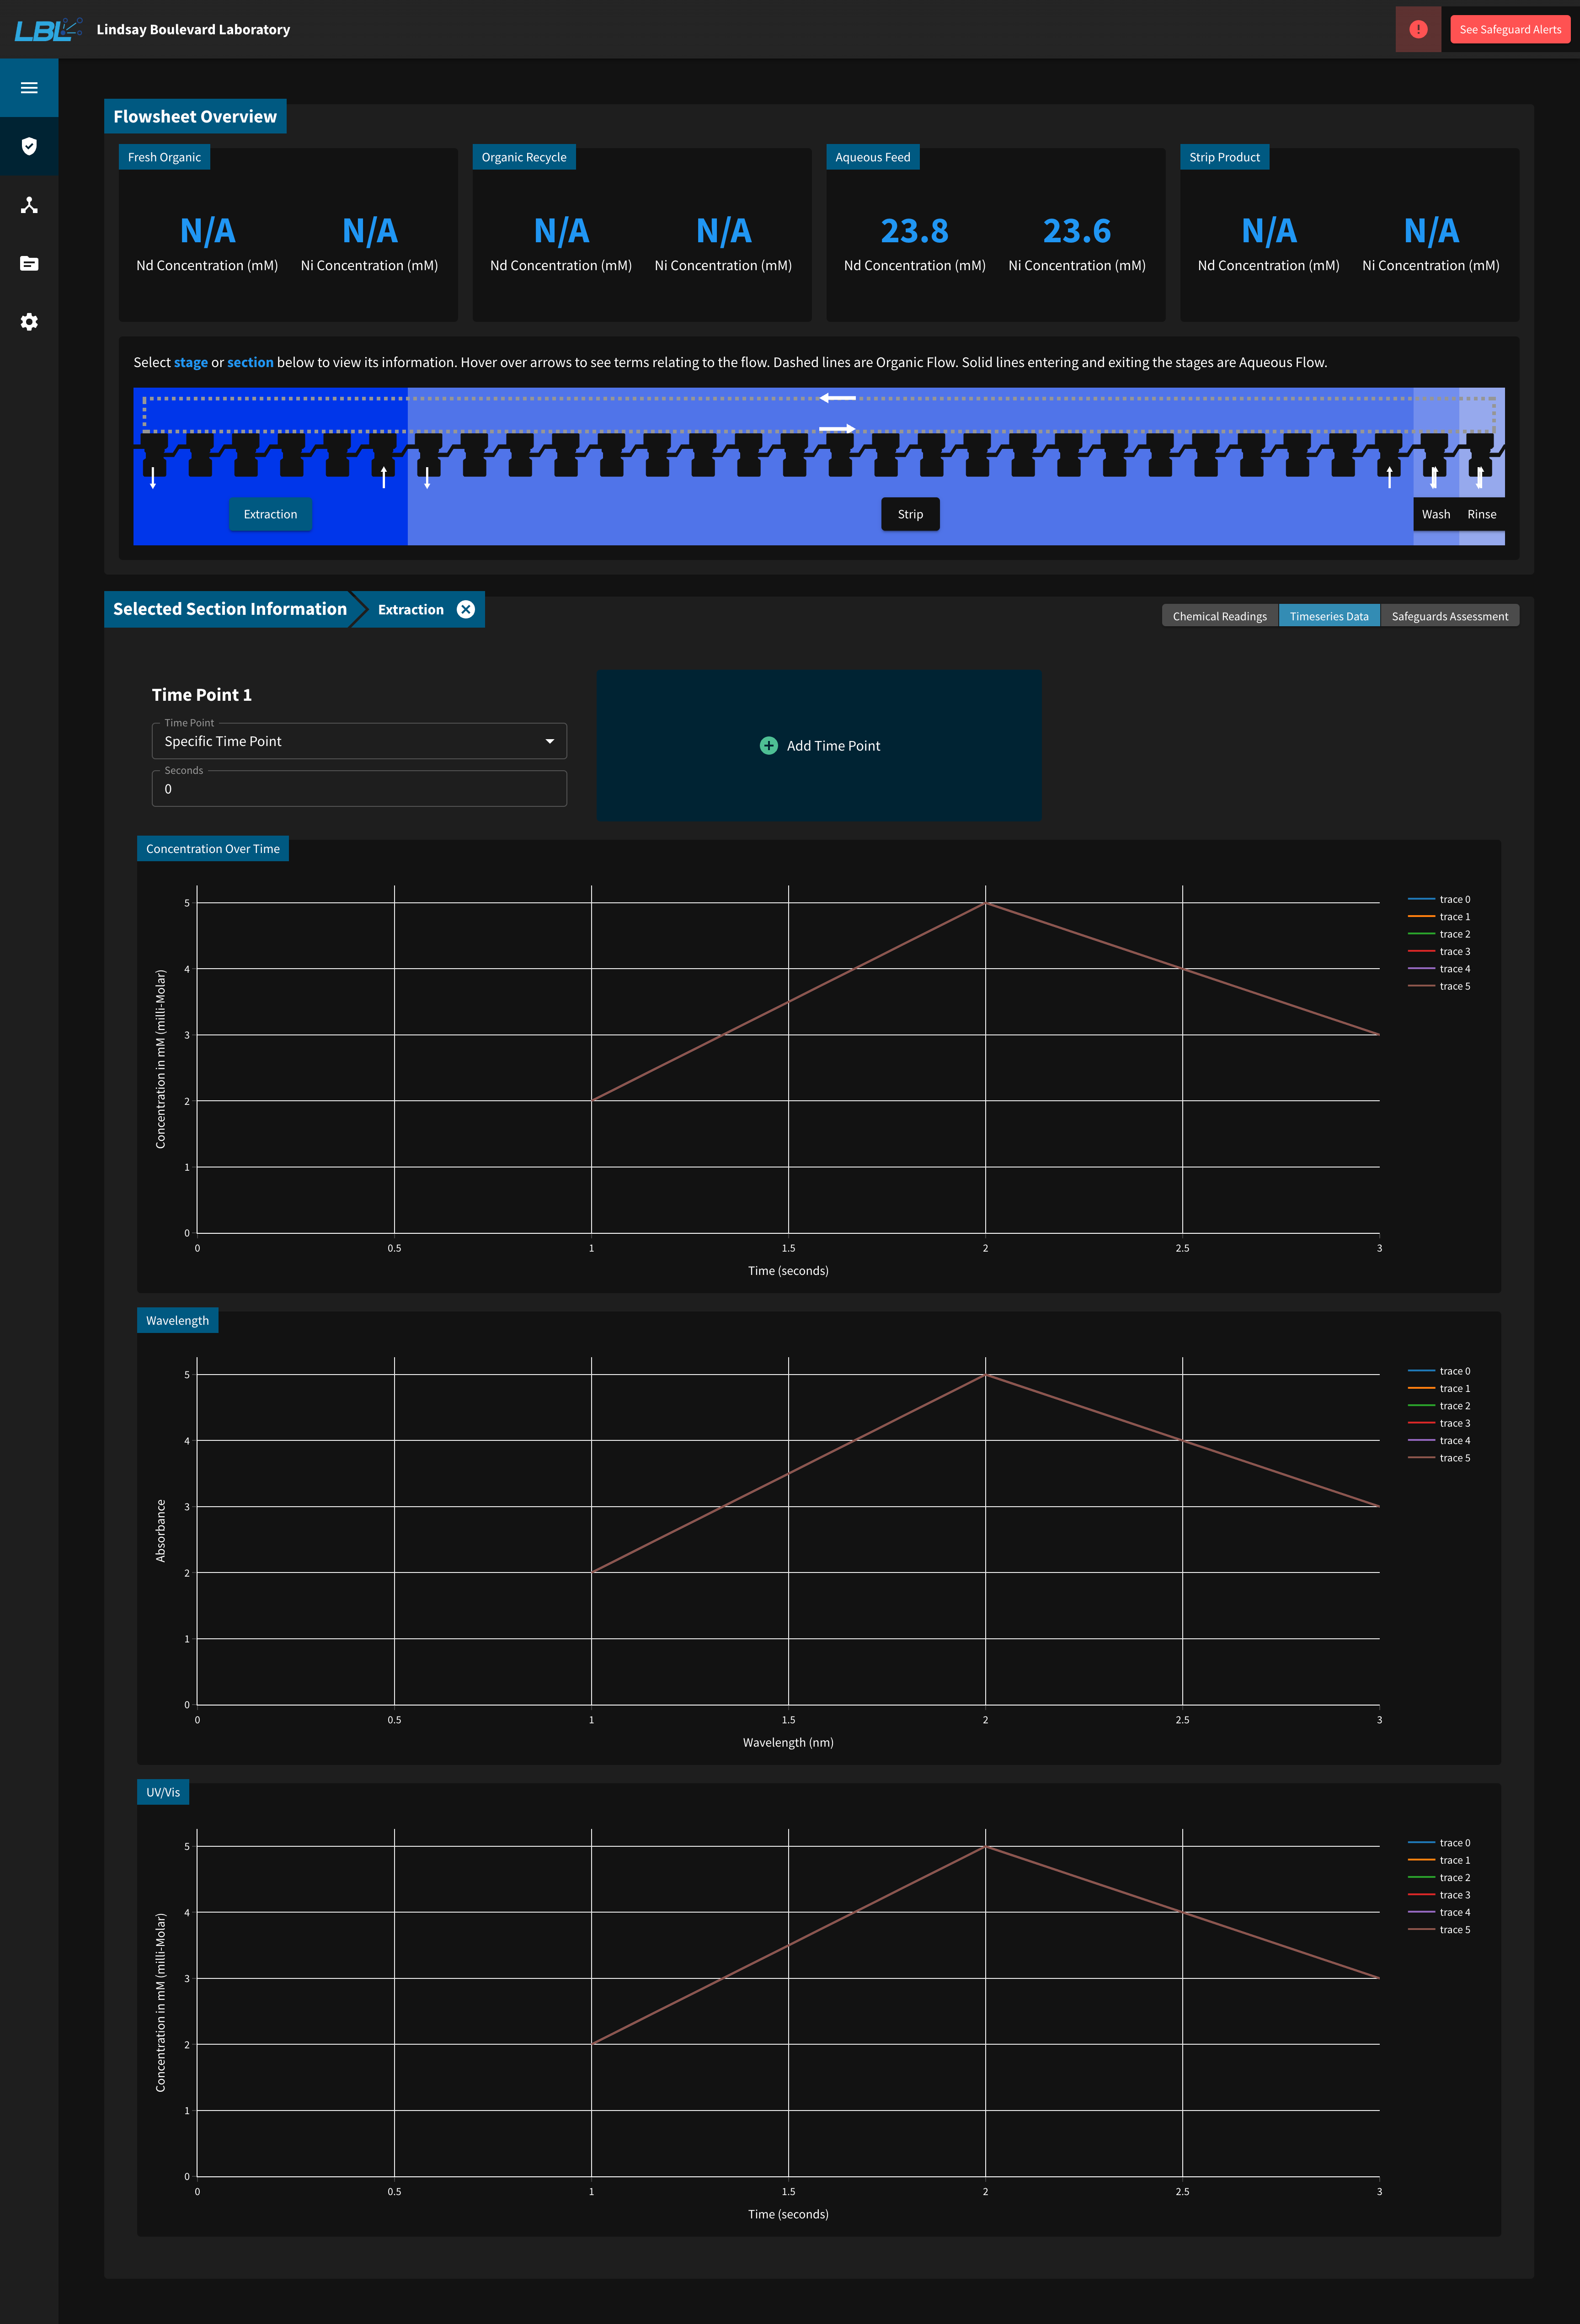 LBL Lindsay Boulevard Laboratory
See Safeguard Alerts
Flowsheet Overview
Fresh Organic
N/A
Nd Concentration (mM)
N/A
Ni Concentration (mM)
Organic Recycle
N/A
Nd Concentration (mM)
N/A
Ni Concentration (mM)
Aqueous Feed
23.8
Nd Concentration (mM)
23.6
Ni Concentration (mM)
Strip Product
N/A
Nd Concentration (mM)
N/A
Ni Concentration (mM)
Select stage or section below to view its information. Hover over arrows to see terms relating to the flow. Dashed lines are Organic Flow. Solid lines entering and exiting the stages are Aqueous Flow.
Extraction
Strip
Wash
Rinse
Selected Section Information
Extraction
Chemical Readings
Timeseries Data
Safeguards Assessment
Time Point 1
Time Point
Specific Time Point
Seconds
0
Add Time Point
Concentration Over Time
Concentration in mM (milli-Molar)
5
4
3
2
1
0
0 0.5 1 1.5 2 2.5 3
Time (seconds)
trace 0
trace 1
trace 2
trace 3
trace 4
trace 5
Wavelength
Absorbance
5
4
3
2
1
0
0 0.5 1 1.5 2 2.5 3
Wavelength (nm)
trace 0
trace 1
trace 2
trace 3
trace 4
trace 5
UV/Vis
Concentration in mM (milli-Molar)
5
4
3
2
1
0
0 0.5 1 1.5 2 2.5 3
Time (seconds)
trace 0
trace 1
trace 2
trace 3
trace 4
trace 5